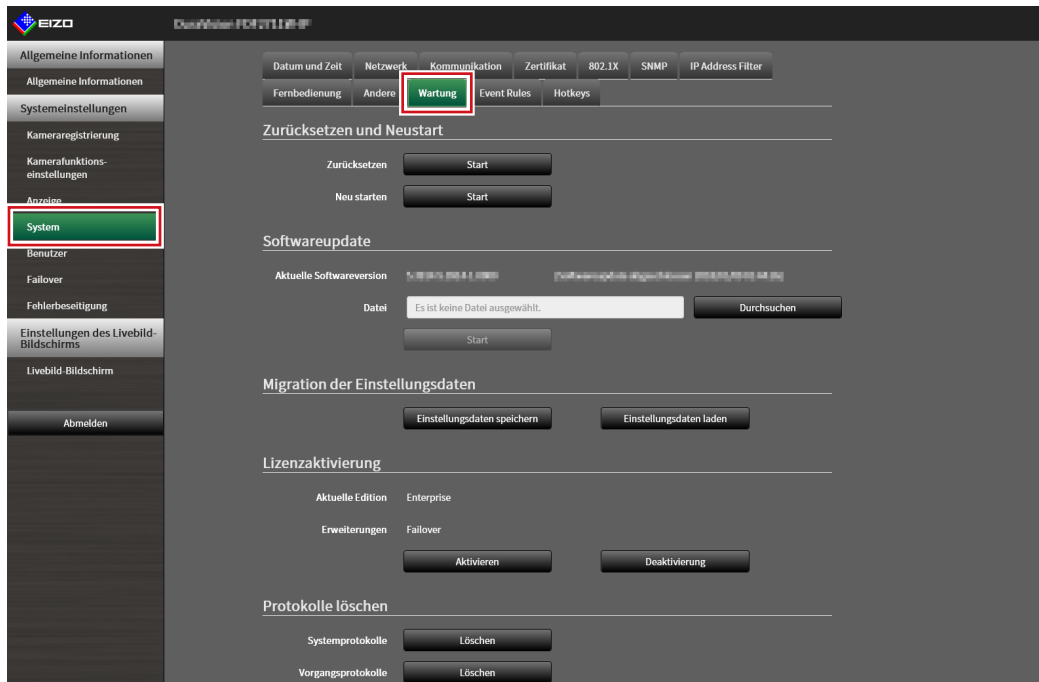 EIZO
Allgemeine Informationen
Allgemeine Informationen
Systemeinstellungen
Kameraregistrierung
Kamerafunktions-
einstellungen
Anzeige
System
Benutzer
Failover
Fehlerbeseitigung
Einstellungen des Livebild-
Bildschirms
Livebild-Bildschirm
Abmelden
Datum und Zeit Netzwerk Kommunikation Zertifikat 802.1X SNMP IP Address Filter
Fernbedienung Andere Wartung Event Rules Hotkeys
Zurücksetzen und Neustart
Zurücksetzen Start
Neu starten Start
Softwareupdate
Aktuelle Softwareversion
Datei Es ist keine Datei ausgewählt. Durchsuchen
Start
Migration der Einstellungsdaten
Einstellungsdaten speichern Einstellungsdaten laden
Lizenzaktivierung
Aktuelle Edition Enterprise
Erweiterungen Failover
Aktivieren Deaktivierung
Protokolle löschen
Systemprotokolle Löschen
Vorgangsprotokolle Löschen